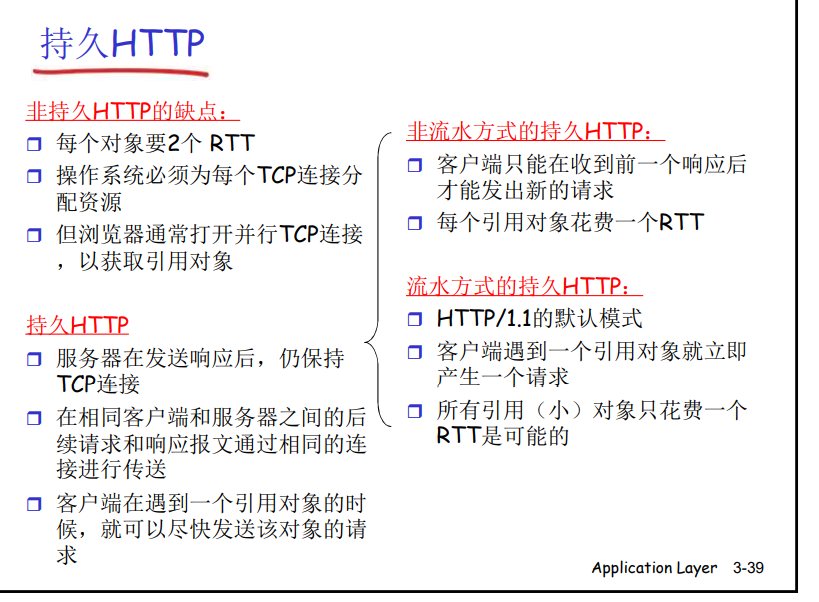 持久HTTP
非持久HTTP的缺点:
每个对象要2个 RTT
操作系统必须为每个TCP连接分
配资源
但浏览器通常打开并行TCP连接
，以获取引用对象
持久HTTP
服务器在发送响应后，仍保持
TCP连接
在相同客户端和服务器之间的后
续请求和响应报文通过相同的连
接进行传送
客户端在遇到一个引用对象的时
候，就可以尽快发送该对象的请
求
非流水方式的持久HTTP:
客户端只能在收到前一个响应后
才能发出新的请求
每个引用对象花费一个RTT
流水方式的持久HTTP:
HTTP/1.1的默认模式
客户端遇到一个引用对象就立即
产生一个请求
所有引用（小）对象只花费一个
RTT是可能的
Application Layer 3-39